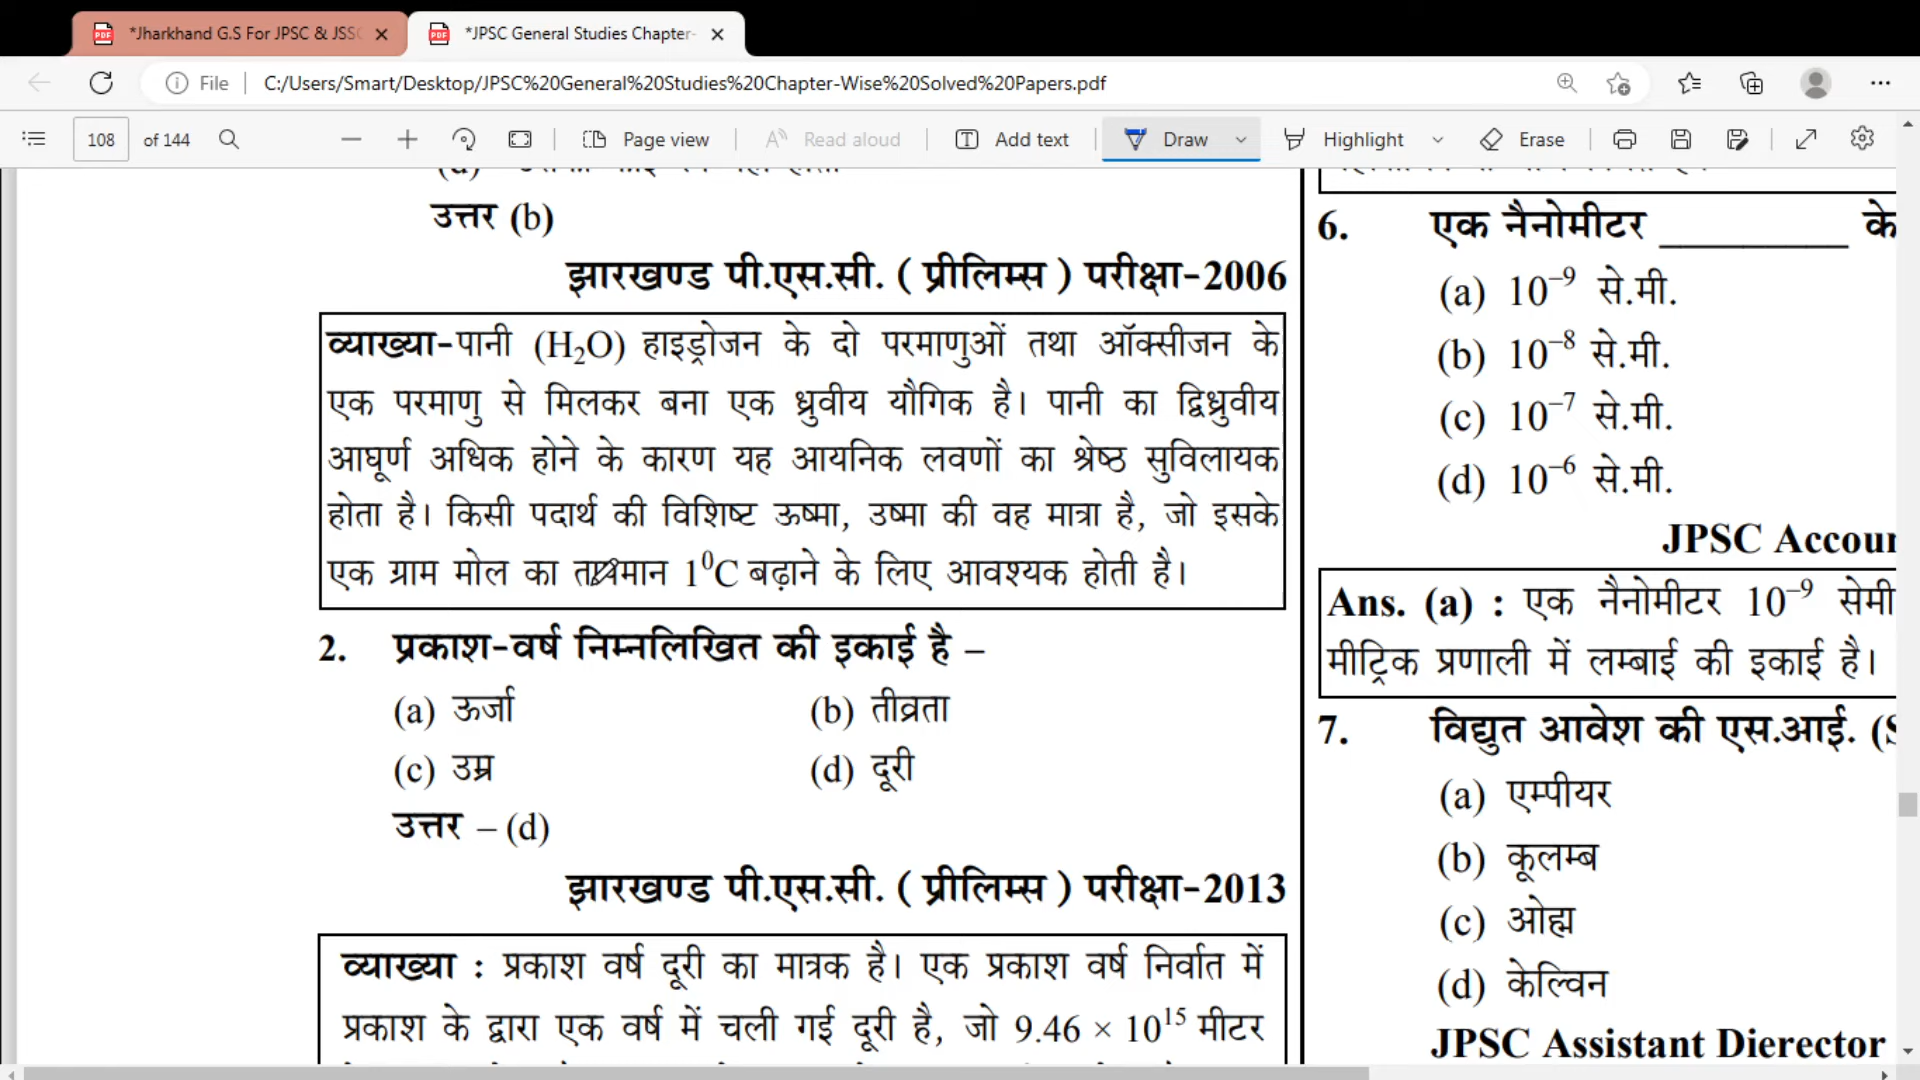 *Jharkhand G.S For JPSC & JSSC
*JPSC General Studies Chapter-
File
C:/Users/Smart/Desktop/JPSC%20General%20Studies%20Chapter-Wise%20Solved%20Papers.pdf
108 of 144
Page view
Read aloud
Add text
Draw
Highlight
Erase
उत्तर (b)
झारखण्ड पी.एस.सी. ( प्रीलिम्स ) परीक्षा-2006
व्याख्या-पानी (H₂O) हाइड्रोजन के दो परमाणुओं तथा ऑक्सीजन के
एक परमाणु से मिलकर बना एक ध्रुवीय यौगिक है। पानी का द्विध्रुवीय
आघूर्ण अधिक होने के कारण यह आयनिक लवणों का श्रेष्ठ सुविलायक
होता है। किसी पदार्थ की विशिष्ट ऊष्मा, उष्मा की वह मात्रा है, जो इसके
एक ग्राम मोल का तापमान 1⁰C बढ़ाने के लिए आवश्यक होती है।
2. प्रकाश-वर्ष निम्नलिखित की इकाई है –
(a) ऊर्जा (b) तीव्रता
(c) उम्र (d) दूरी
उत्तर – (d)
झारखण्ड पी.एस.सी. ( प्रीलिम्स ) परीक्षा-2013
व्याख्या : प्रकाश वर्ष दूरी का मात्रक है। एक प्रकाश वर्ष निर्वात में
प्रकाश के द्वारा एक वर्ष में चली गई दूरी है, जो 9.46 × 10¹⁵ मीटर
6. एक नैनोमीटर ________ के
(a) 10⁻⁹ से.मी.
(b) 10⁻⁸ से.मी.
(c) 10⁻⁷ से.मी.
(d) 10⁻⁶ से.मी.
JPSC Accoun
Ans. (a) : एक नैनोमीटर 10⁻⁹ सेमी
मीट्रिक प्रणाली में लम्बाई की इकाई है।
7. विद्युत आवेश की एस.आई. (S
(a) एम्पीयर
(b) कूलम्ब
(c) ओह्म
(d) केल्विन
JPSC Assistant Dierector